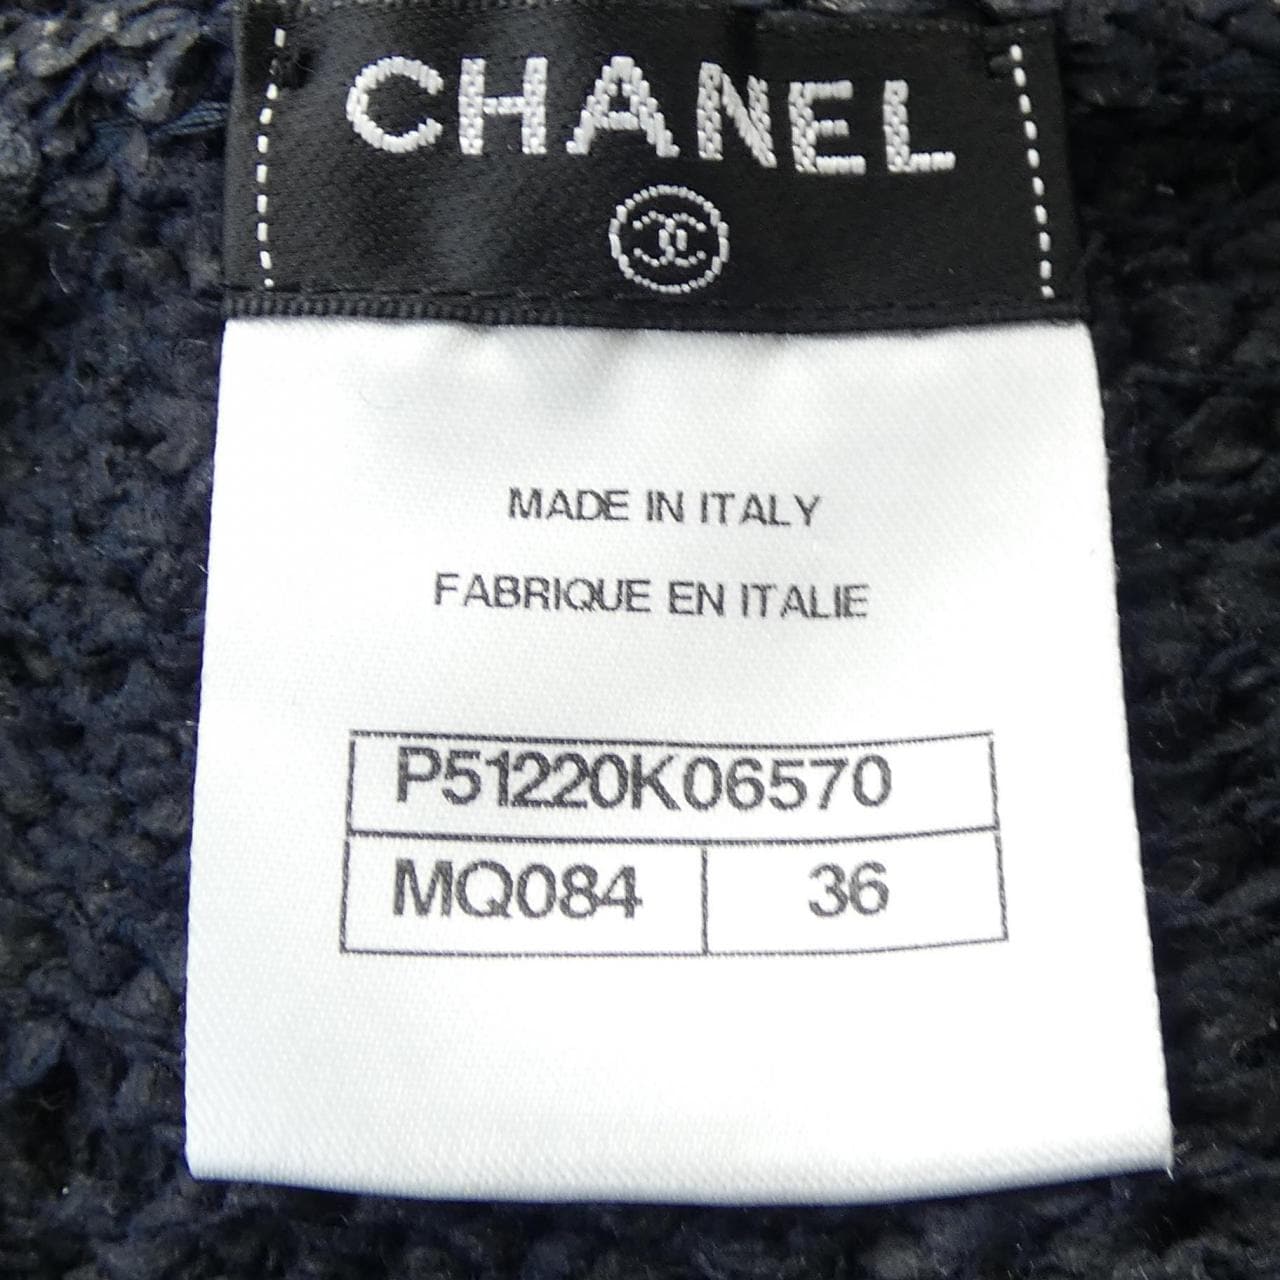 CHANEL
MADE IN ITALY
FABRIQUE EN ITALIE
P51220K06570
MQ084 36